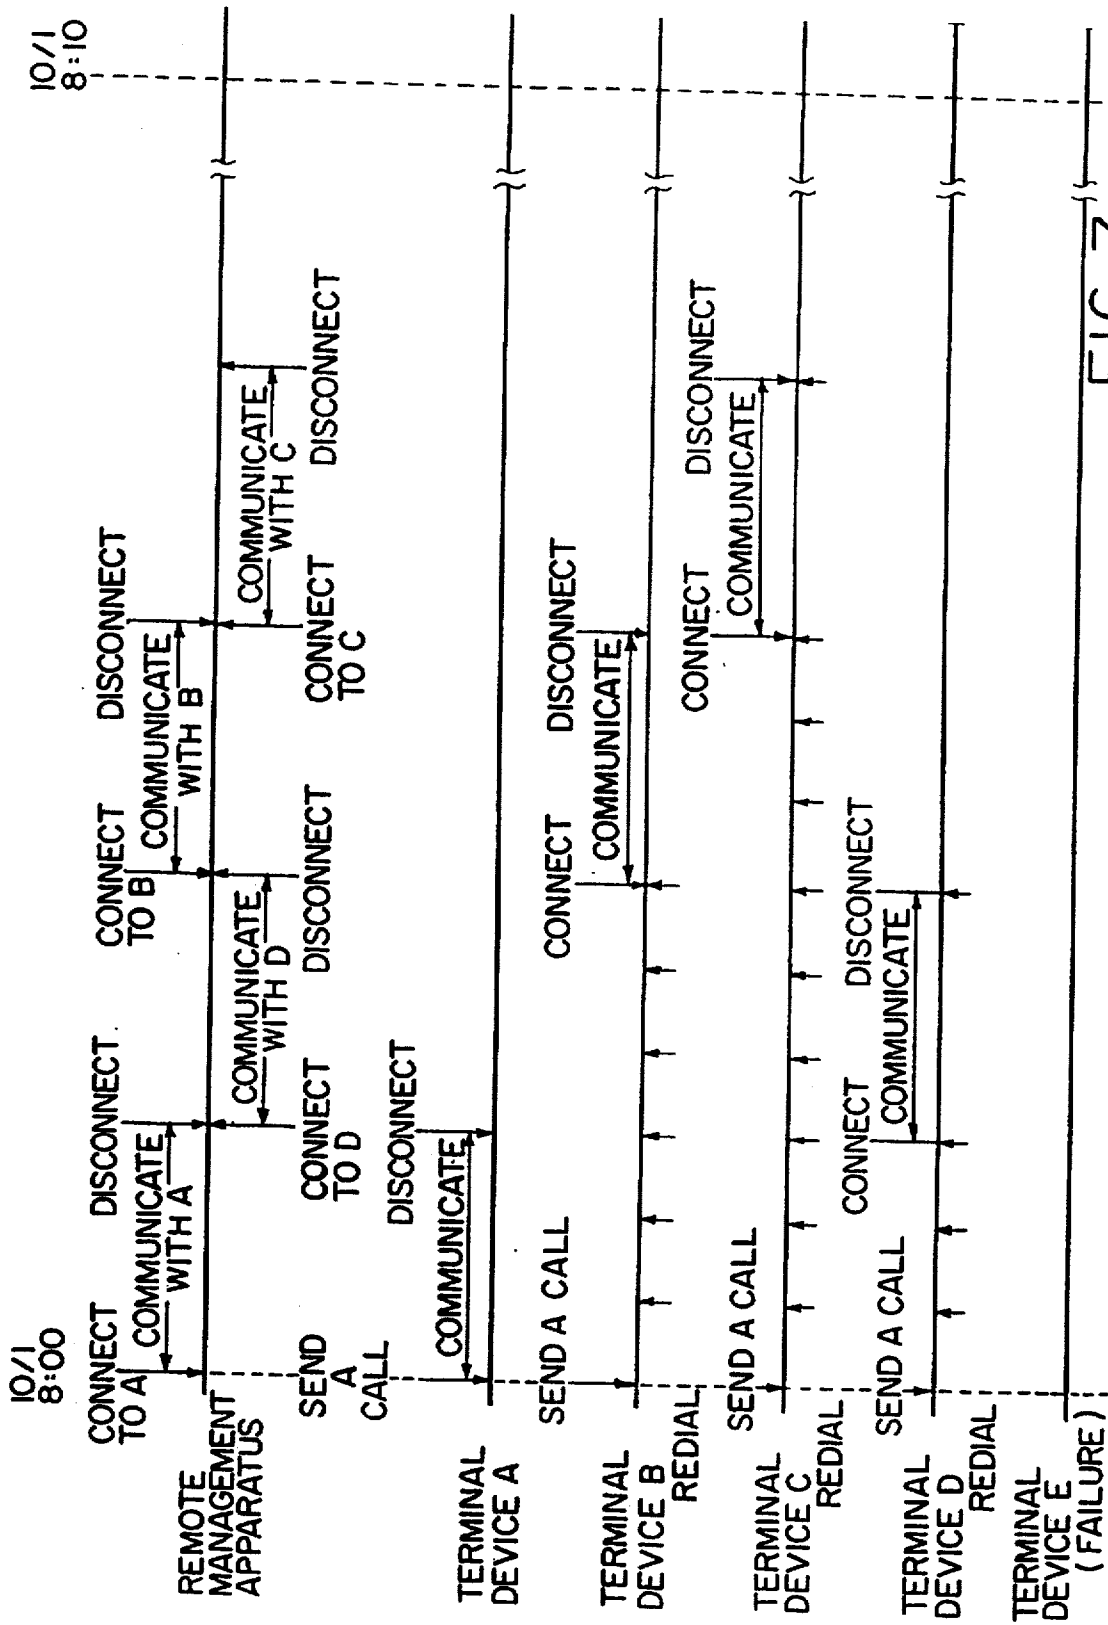 10/1
8:00
10/1
8:10
CONNECT
TO A
DISCONNECT
CONNECT
TO B
DISCONNECT
COMMUNICATE
WITH A
COMMUNICATE
WITH B
REMOTE
MANAGEMENT
APPARATUS
COMMUNICATE
WITH D
COMMUNICATE
WITH C
SEND
A
CALL
CONNECT
TO D
DISCONNECT
CONNECT
TO C
DISCONNECT
DISCONNECT
COMMUNICATE
TERMINAL
DEVICE A
SEND A CALL
CONNECT
DISCONNECT
COMMUNICATE
TERMINAL
DEVICE B
REDIAL
SEND A CALL
CONNECT
DISCONNECT
COMMUNICATE
TERMINAL
DEVICE C
REDIAL
SEND A CALL
CONNECT
DISCONNECT
COMMUNICATE
TERMINAL
DEVICE D
REDIAL
TERMINAL
DEVICE E
(FAILURE)